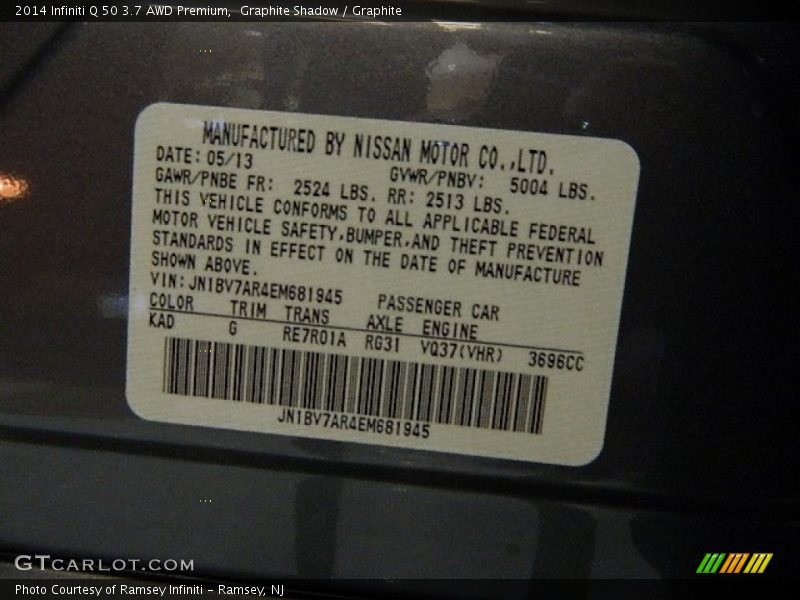 2014 Infiniti Q 50 3.7 AWD Premium,  Graphite Shadow / Graphite
MANUFACTURED BY NISSAN MOTOR CO.,LTD.
DATE: 05/13 GVWR/PNBV: 5004 LBS.
GAWR/PNBE FR: 2524 LBS. RR: 2513 LBS.
THIS VEHICLE CONFORMS TO ALL APPLICABLE FEDERAL
MOTOR VEHICLE SAFETY,BUMPER,AND THEFT PREVENTION
STANDARDS IN EFFECT ON THE DATE OF MANUFACTURE
SHOWN ABOVE.
VIN: JN1BV7AR4EM681945 PASSENGER CAR
COLOR TRIM TRANS AXLE ENGINE
KAD G RE7R01A RG31 VQ37(VHR) 3696CC
JN1BV7AR4EM681945
GTCARLOT.COM
Photo Courtesy of Ramsey Infiniti - Ramsey, NJ